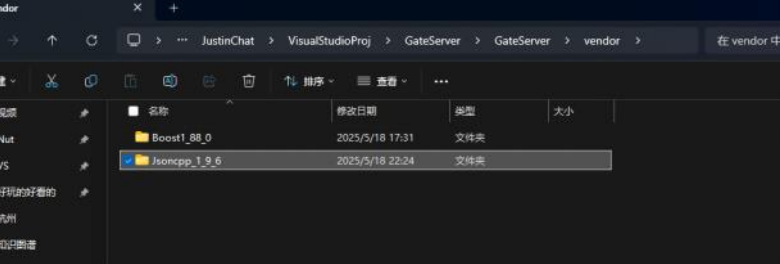 ndor
JustinChat > VisualStudioProj > GateServer > GateServer > vendor >
在 vendor 中
建
排序
查看
视频
名称 修改日期 类型 大小
Nut
Boost1_88_0 2025/5/18 17:31 文件夹
VS
Jsoncpp_1_9_6 2025/5/18 22:24 文件夹
好玩的好看的
杭州
知识图谱